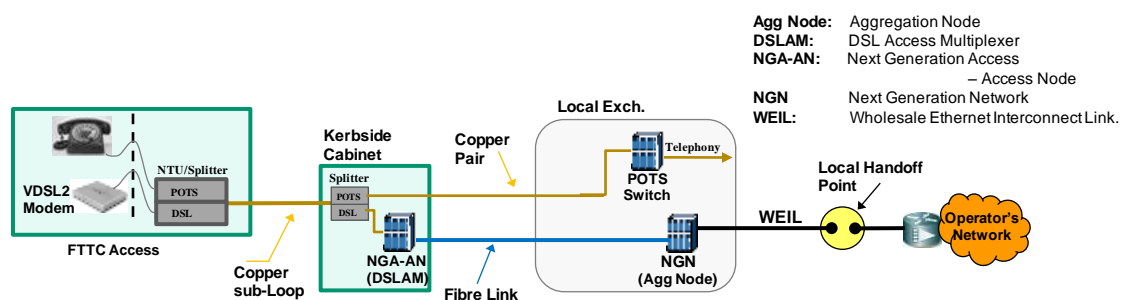 Agg Node: Aggregation Node
DSLAM: DSL Access Multiplexer
NGA-AN: Next Generation Access
– Access Node
NGN Next Generation Network
WEIL: Wholesale Ethernet Interconnect Link.
Local Exch.
Kerbside
Cabinet
Copper
Pair
Telephony
POTS
Switch
Local Handoff
Point
NTU/Splitter
POTS
DSL
VDSL2
Modem
Splitter
POTS
DSL
WEIL
Operator's
Network
FTTC Access
NGA-AN
(DSLAM)
NGN
(Agg Node)
Copper
sub-Loop
Fibre Link